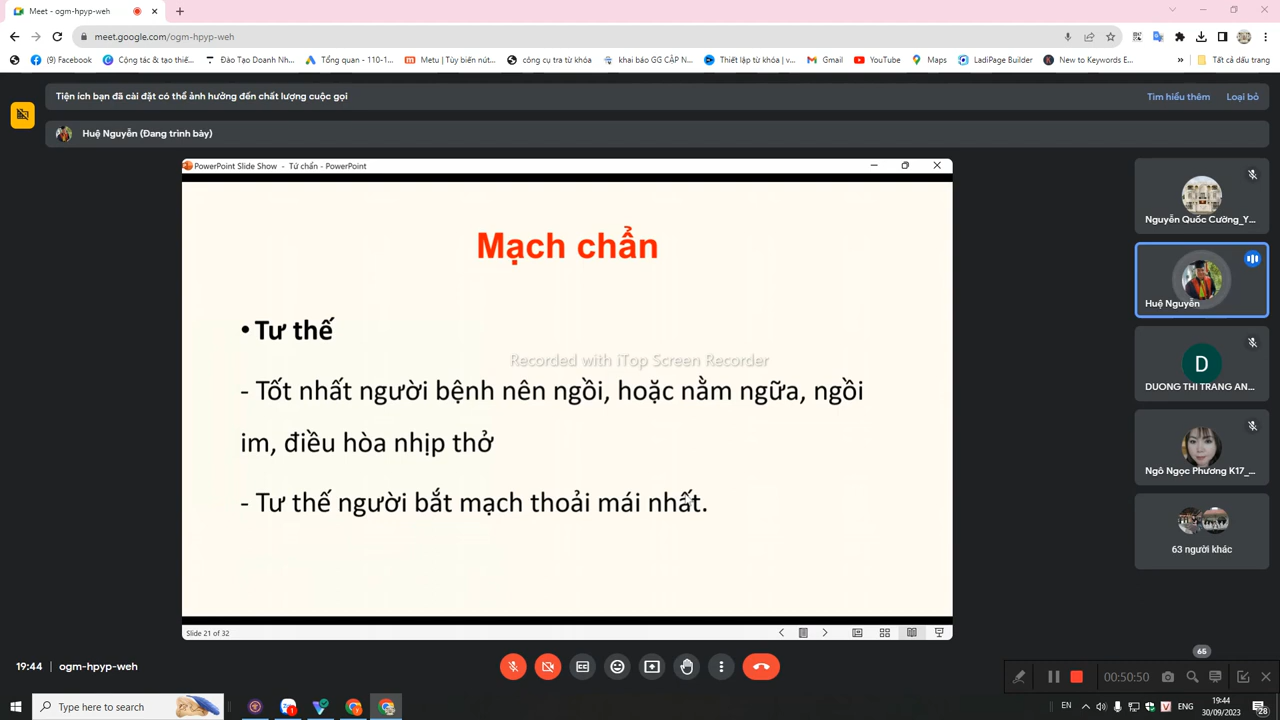 Meet - ogm-hpyp-weh
meet.google.com/ogm-hpyp-weh
(9) Facebook
Công tác & tạo thiế...
Đào Tạo Doanh Nh...
Tổng quan - 110-1...
Metu | Tùy biến nút...
công cụ tra từ khóa
khai báo GG CẬP N...
Thiết lập từ khóa | v...
Gmail
YouTube
Maps
LadiPage Builder
New to Keywords E...
»
Tất cả dấu trang
Tiện ích bạn đã cài đặt có thể ảnh hưởng đến chất lượng cuộc gọi
Tìm hiểu thêm
Loại bỏ
Huệ Nguyễn (Đang trình bày)
PowerPoint Slide Show - Tứ chẩn - PowerPoint
Mạch chẩn
• Tư thế
- Tốt nhất người bệnh nên ngồi, hoặc nằm ngữa, ngồi
im, điều hòa nhịp thở
- Tư thế người bắt mạch thoải mái nhất.
Recorded with iTop Screen Recorder
Slide 21 of 32
Nguyễn Quốc Cường_Y...
Huệ Nguyễn
D
DUONG THI TRANG AN...
Ngô Ngọc Phương K17_...
63 người khác
65
19:44
ogm-hpyp-weh
00:50:50
Type here to search
EN
ENG
19:44
30/09/2023
28